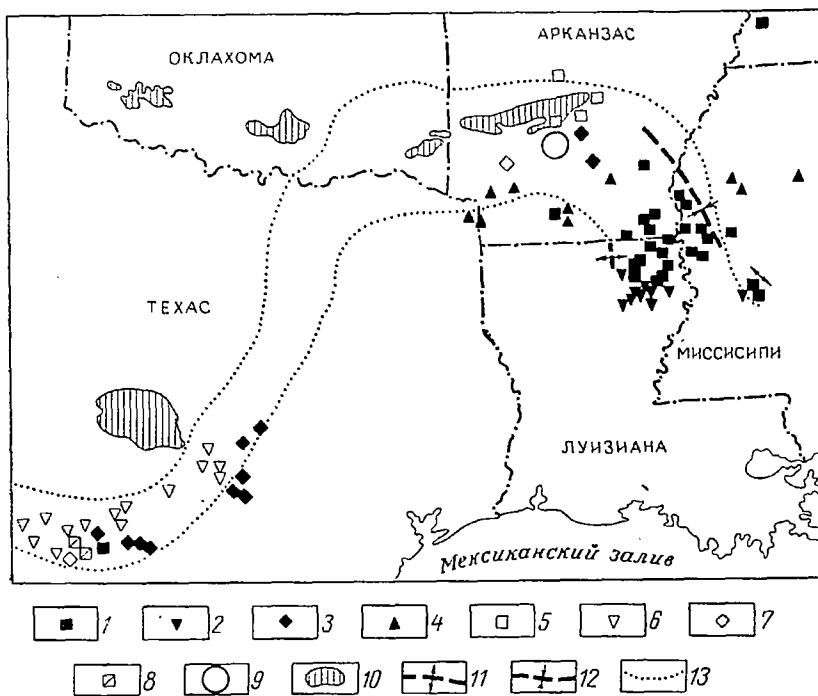 ОКЛАХОМА
АРКАНЗАС
ТЕХАС
МИССИСИПИ
ЛУИЗИАНА
Мексиканский залив
1 2 3 4 5 6 7
8 9 10 11 12 13